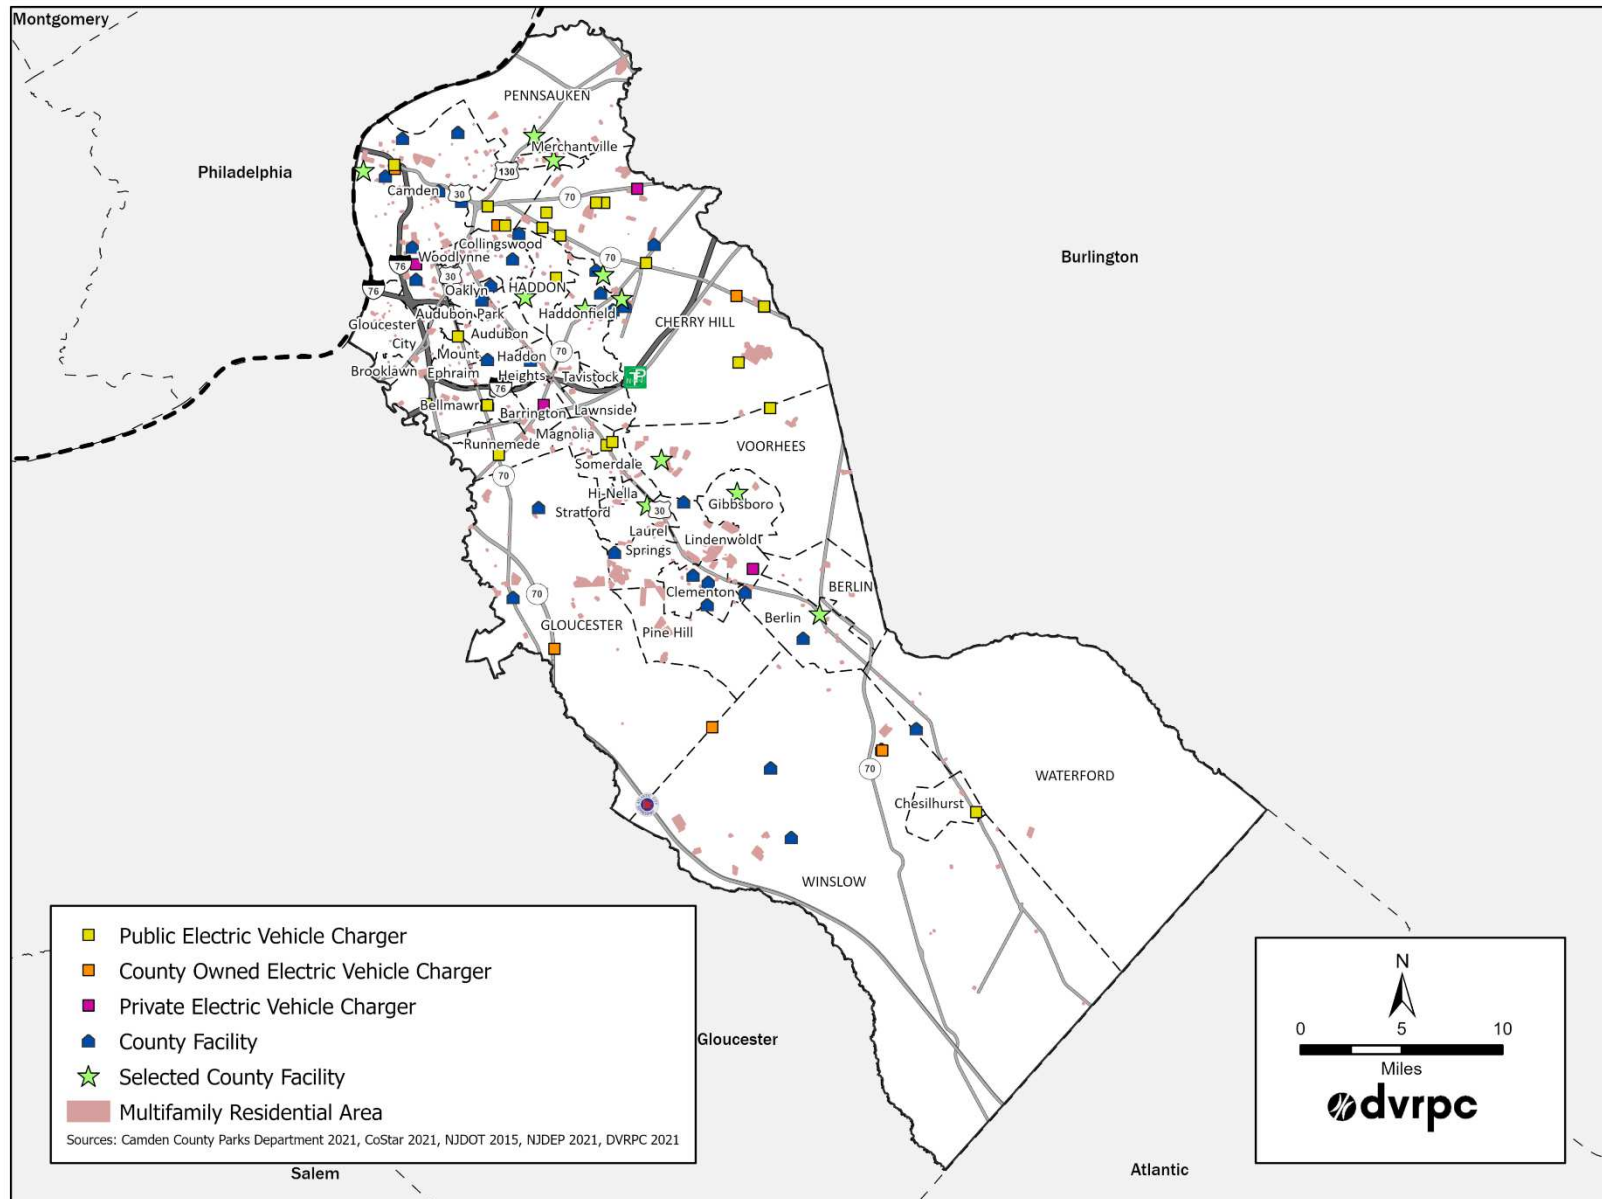 Montgomery
PENNSAUKEN
Merchantville
Philadelphia
130
Camden
30
70
Collingswood
Woodlynne
70
Burlington
76
30
76
Oaklyn
HADDON
Audubon Park
Haddonfield
Gloucester
City
Audubon
CHERRY HILL
Mount
Ephraim
Haddon
Heights
70
Brooklawn
Tavistock
TP
76
Bellmawr
Barrington
Lawnside
Magnolia
Runnemede
VOORHEES
Somerdale
70
Hi-Nella
Stratford
30
Gibbsboro
Laurel
Springs
Lindenwold
Clementon
BERLIN
70
GLOUCESTER
Berlin
Pine Hill
70
WATERFORD
Chesilhurst
WINSLOW
Public Electric Vehicle Charger
County Owned Electric Vehicle Charger
Private Electric Vehicle Charger
County Facility
Selected County Facility
Multifamily Residential Area
Sources: Camden County Parks Department 2021, CoStar 2021, NJDOT 2015, NJDEP 2021, DVRPC 2021
Gloucester
Salem
Atlantic
N
0 5 10
Miles
dvrpc